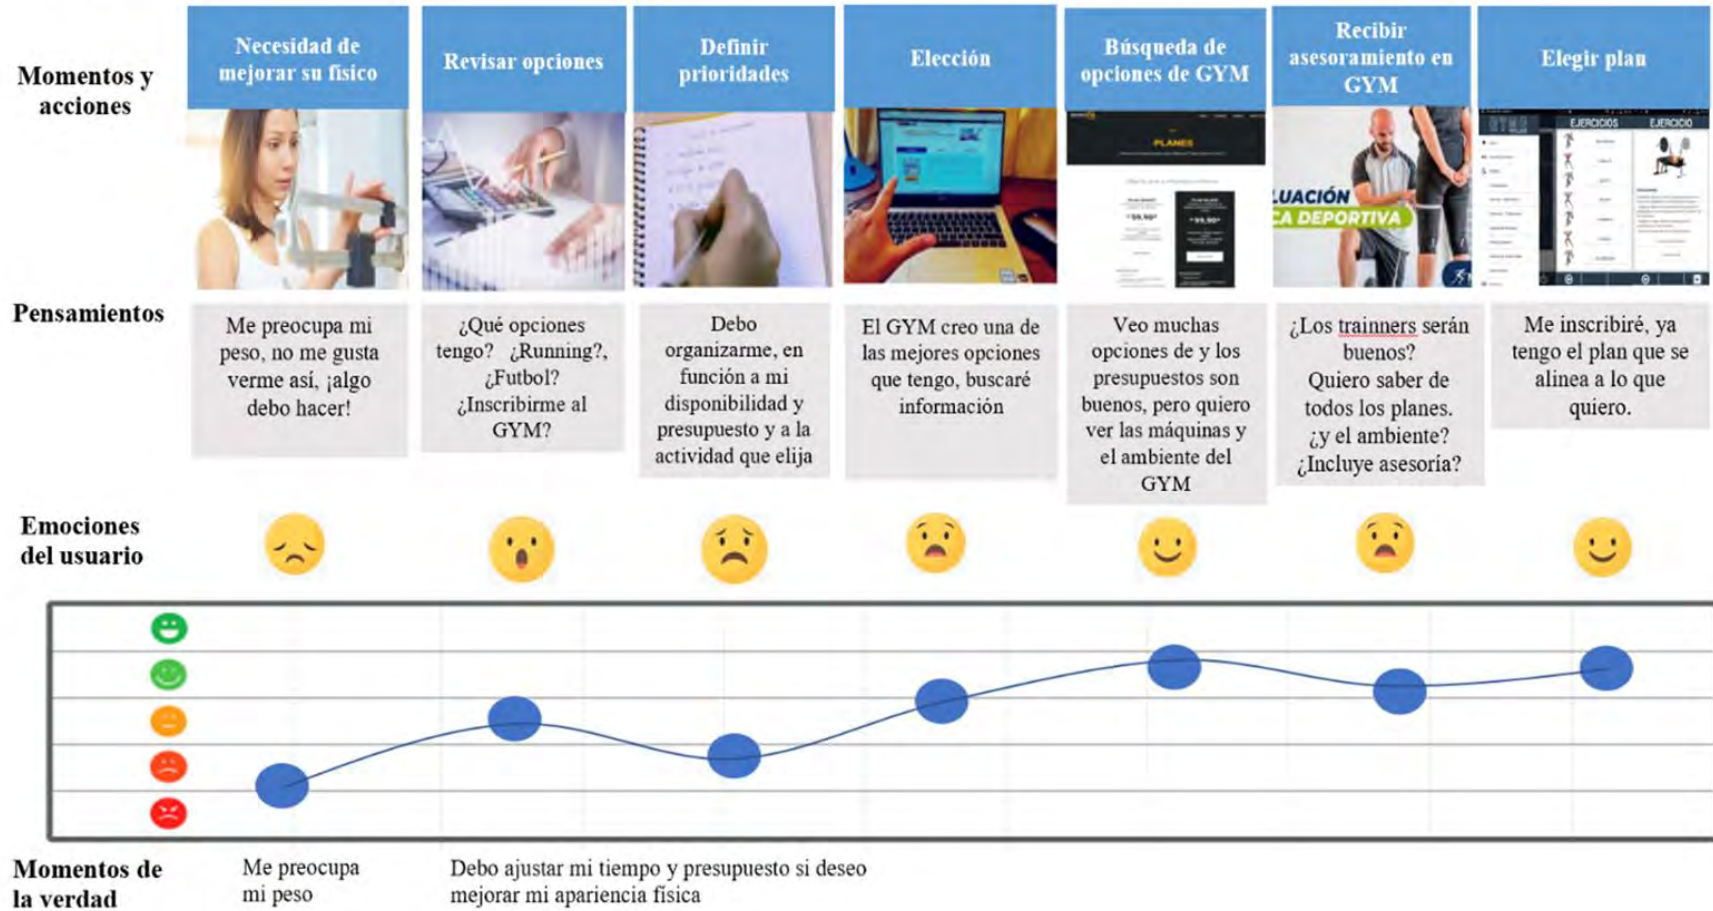 Momentos y
acciones
Necesidad de
mejorar su físico
Revisar opciones
Definir
prioridades
Elección
Búsqueda de
opciones de GYM
Recibir
asesoramiento en
GYM
Elegir plan
PLANES
LUACIÓN
CA DEPORTIVA
EJERCICIOS
EJERCICIO
Pensamientos
Me preocupa mi
peso, no me gusta
verme así, ¡algo
debo hacer!
¿Qué opciones
tengo? ¿Running?,
¿Futbol?
¿Inscribirme al
GYM?
Debo
organizarme, en
función a mi
disponibilidad y
presupuesto y a la
actividad que elija
El GYM creo una de
las mejores opciones
que tengo, buscaré
información
Veo muchas
opciones de y los
presupuestos son
buenos, pero quiero
ver las máquinas y
el ambiente del
GYM
¿Los trainners serán
buenos?
Quiero saber de
todos los planes.
¿y el ambiente?
¿Incluye asesoría?
Me inscribiré, ya
tengo el plan que se
alinea a lo que
quiero.
Emociones
del usuario
Momentos de
la verdad
Me preocupa
mi peso
Debo ajustar mi tiempo y presupuesto si deseo
mejorar mi apariencia física